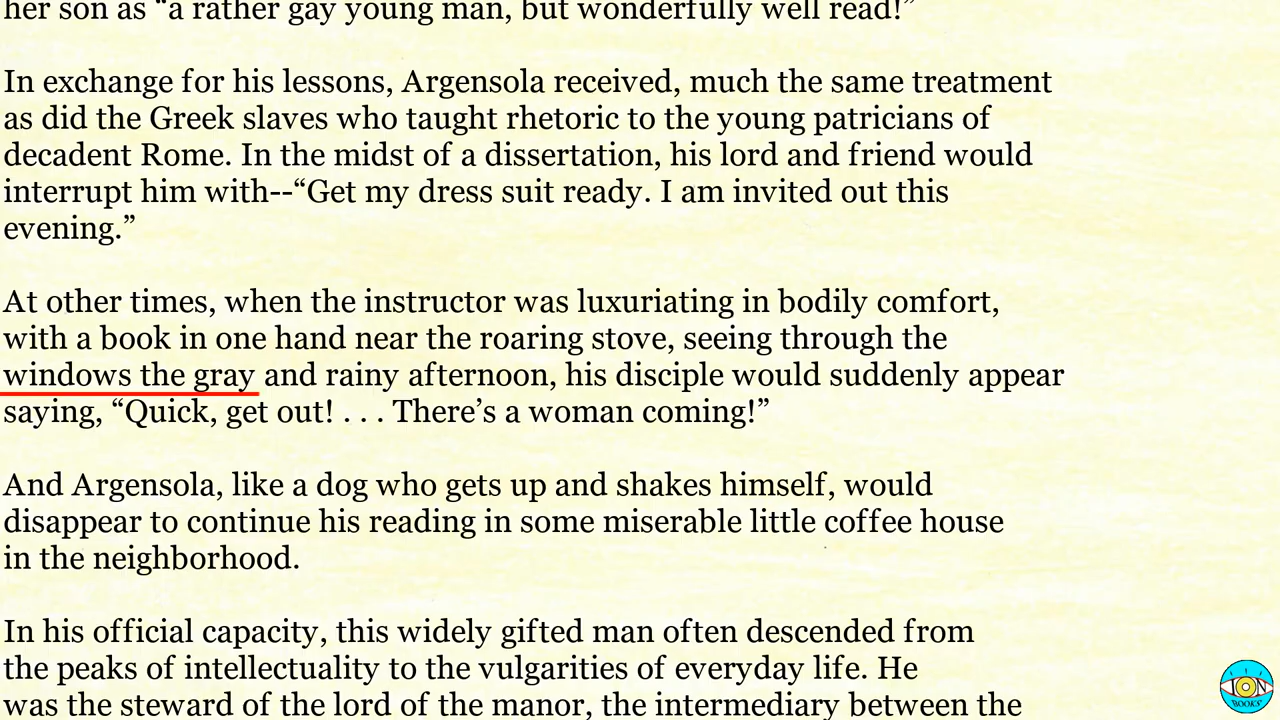 her son as “a rather gay young man, but wonderfully well read!”
In exchange for his lessons, Argensola received, much the same treatment
as did the Greek slaves who taught rhetoric to the young patricians of
decadent Rome. In the midst of a dissertation, his lord and friend would
interrupt him with--“Get my dress suit ready. I am invited out this
evening.”
At other times, when the instructor was luxuriating in bodily comfort,
with a book in one hand near the roaring stove, seeing through the
windows the gray and rainy afternoon, his disciple would suddenly appear
saying, “Quick, get out! . . . There’s a woman coming!”
And Argensola, like a dog who gets up and shakes himself, would
disappear to continue his reading in some miserable little coffee house
in the neighborhood.
In his official capacity, this widely gifted man often descended from
the peaks of intellectuality to the vulgarities of everyday life. He
was the steward of the lord of the manor, the intermediary between the
ION
BOOKS